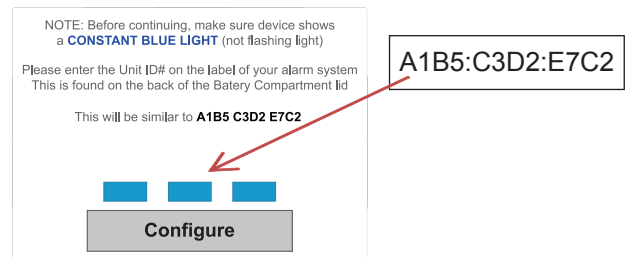 NOTE: Before continuing, make sure device shows
a CONSTANT BLUE LIGHT (not flashing light)
Please enter the Unit ID# on the label of your alarm system
This is found on the back of the Batery Compartment lid
This will be similar to A1B5 C3D2 E7C2
Configure
A1B5:C3D2:E7C2